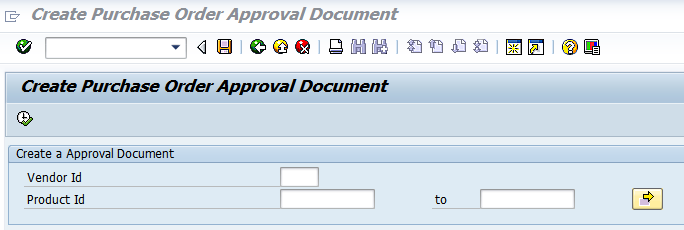 Create Purchase Order Approval Document
Create Purchase Order Approval Document
Create a Approval Document
Vendor Id
Product Id to